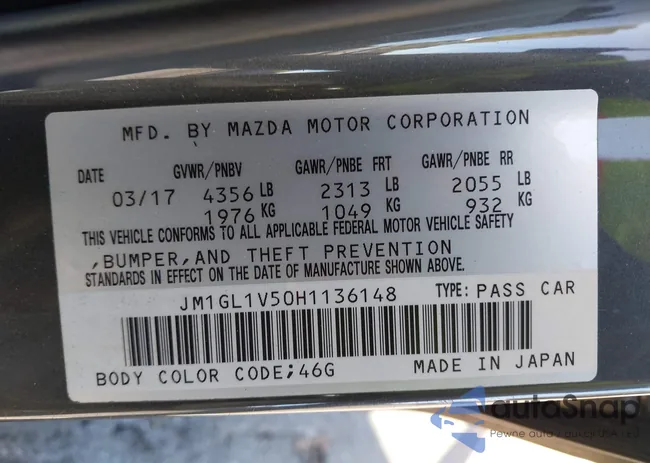 MFD. BY MAZDA MOTOR CORPORATION
DATE GVWR/PNBV GAWR/PNBE FRT GAWR/PNBE RR
03/17 4356 LB 2313 LB 2055 LB
1976 KG 1049 KG 932 KG
THIS VEHICLE CONFORMS TO ALL APPLICABLE FEDERAL MOTOR VEHICLE SAFETY
,BUMPER,AND THEFT PREVENTION
STANDARDS IN EFFECT ON THE DATE OF MANUFACTURE SHOWN ABOVE.
JM1GL1V50H1136148 TYPE: PASS CAR
BODY COLOR CODE;46G MADE IN JAPAN
autoSnap
Pewne auto z